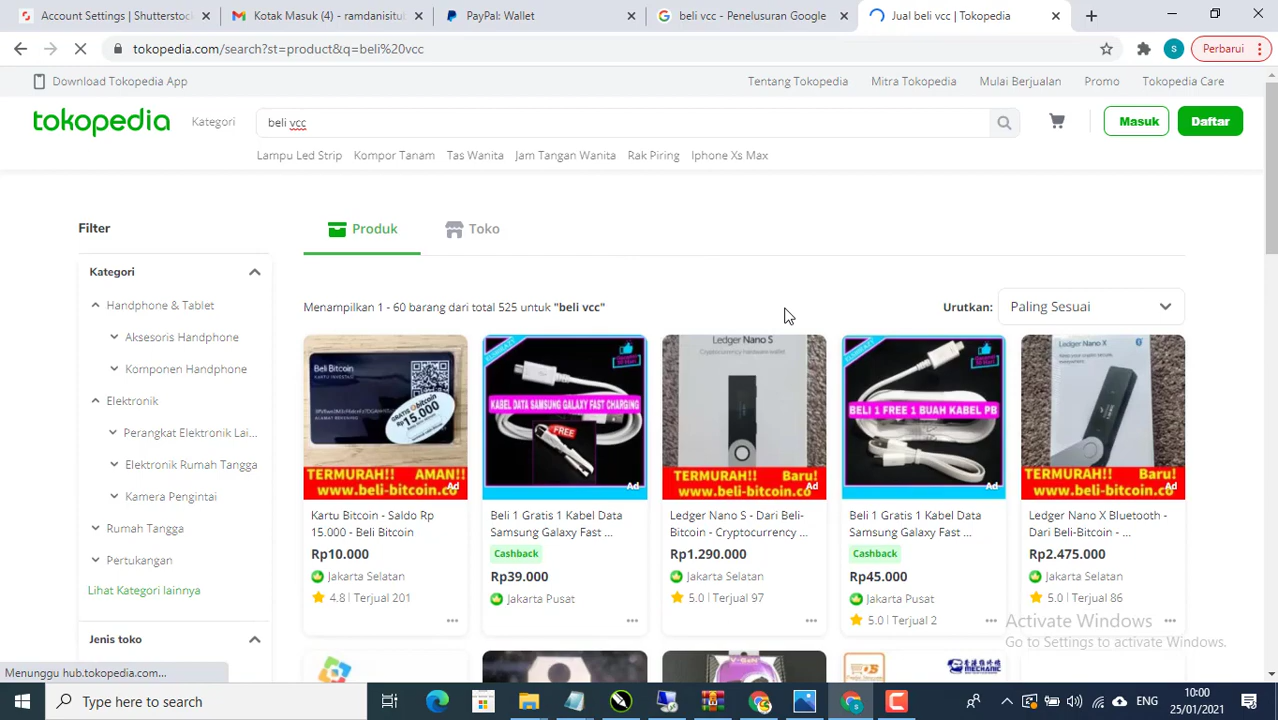 Account Settings | Shutterstock
Kotak Masuk (4) - ramdanisitu
PayPal: Wallet
beli vcc - Penelusuran Google
Jual beli vcc | Tokopedia
tokopedia.com/search?st=product&q=beli%20vcc
S
Perbarui
Download Tokopedia App
Tentang Tokopedia
Mitra Tokopedia
Mulai Berjualan
Promo
Tokopedia Care
tokopedia
Kategori
beli vcc
Masuk
Daftar
Lampu Led Strip
Kompor Tanam
Tas Wanita
Jam Tangan Wanita
Rak Piring
Iphone Xs Max
Filter
Produk
Toko
Kategori
Handphone & Tablet
Aksesoris Handphone
Komponen Handphone
Elektronik
Perangkat Elektronik Lai...
Elektronik Rumah Tangga
Kamera Pengintai
Rumah Tangga
Pertukangan
Lihat Kategori lainnya
Jenis toko
Menampilkan 1 - 60 barang dari total 525 untuk "beli vcc"
Urutkan:
Paling Sesuai
Beli Bitcoin
KARTU INVESTASI
15.000
TERMURAH!! AMAN!!
www.beli-bitcoin.co
Ad
Kartu Bitcoin - Saldo Rp
15.000 - Beli Bitcoin
Rp10.000
Jakarta Selatan
4.8 | Terjual 201
KABEL DATA SAMSUNG GALAXY FAST CHARGING
FREE
Ad
Beli 1 Gratis 1 Kabel Data
Samsung Galaxy Fast ...
Cashback
Rp39.000
Jakarta Pusat
Ledger Nano S
Cryptocurrency hardware wallet
TERMURAH!! Baru!
www.beli-bitcoin.co
Ad
Ledger Nano S - Dari Beli-
Bitcoin - Cryptocurrency ...
Rp1.290.000
Jakarta Selatan
5.0 | Terjual 97
BELI 1 FREE 1 BUAH KABEL PB
Ad
Beli 1 Gratis 1 Kabel Data
Samsung Galaxy Fast ...
Cashback
Rp45.000
Jakarta Pusat
5.0 | Terjual 2
Ledger Nano X
TERMURAH!! Baru!
www.beli-bitcoin.co
Ad
Ledger Nano X Bluetooth -
Dari Beli-Bitcoin - ...
Rp2.475.000
Jakarta Selatan
5.0 | Terjual 86
Activate Windows
Go to Settings to activate Windows.
Menunggu hub.tokopedia.com...
Type here to search
ENG
10:00
25/01/2021